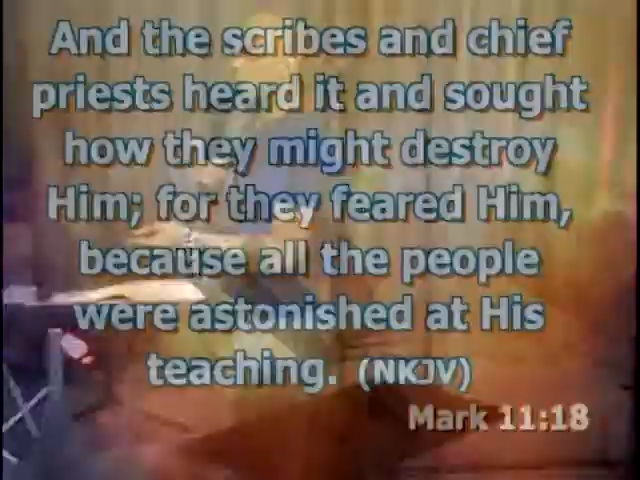 And the scribes and chief
priests heard it and sought
how they might destroy
Him; for they feared Him,
because all the people
were astonished at His
teaching. (NKJV)
Mark 11:18